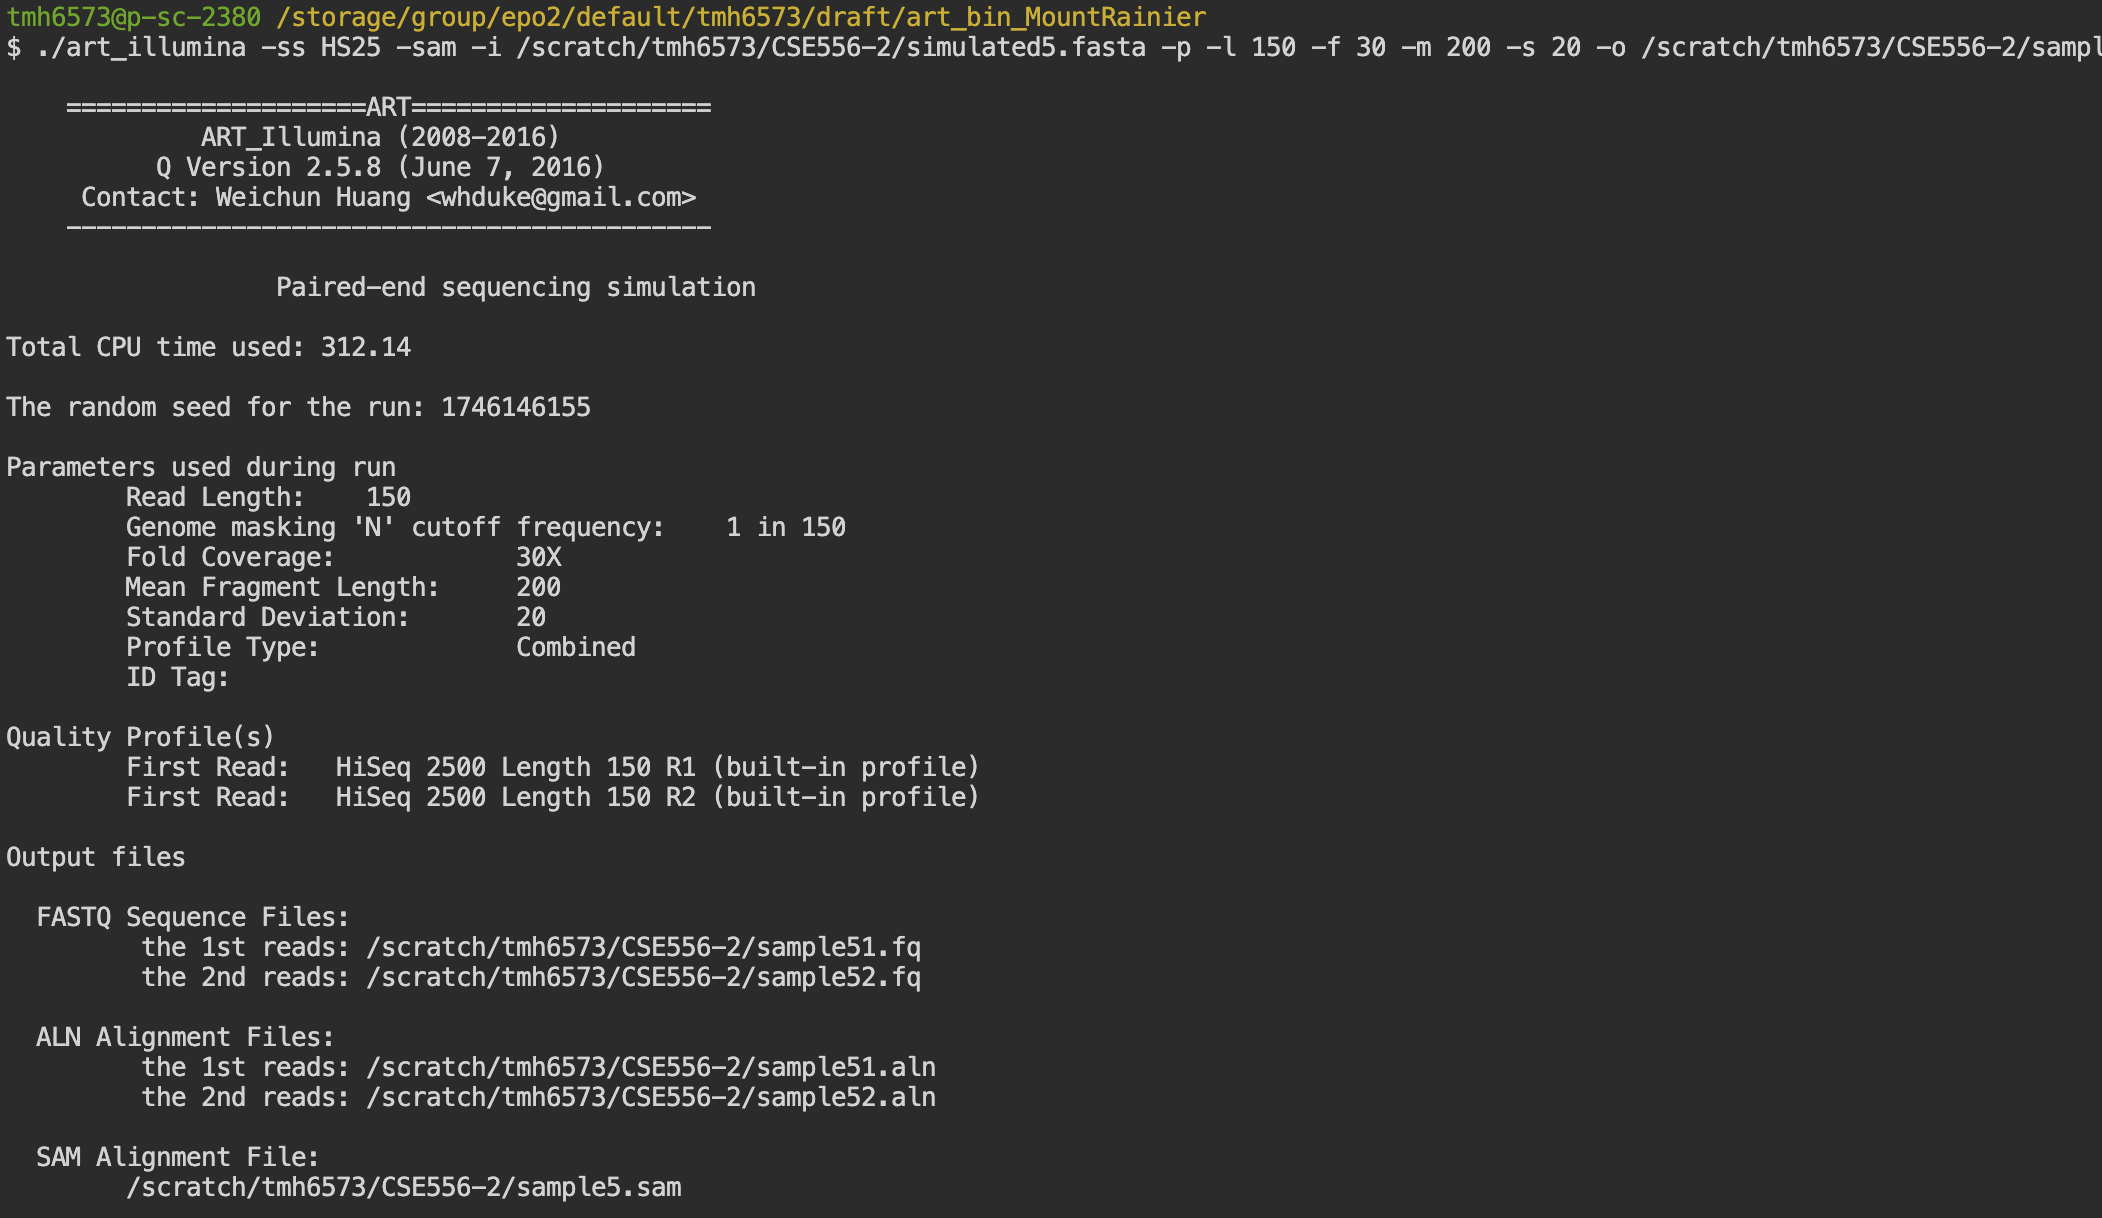 tmh6573@p-sc-2380 /storage/group/epo2/default/tmh6573/draft/art_bin_MountRainier
$ ./art_illumina -ss HS25 -sam -i /scratch/tmh6573/CSE556-2/simulated5.fasta -p -l 150 -f 30 -m 200 -s 20 -o /scratch/tmh6573/CSE556-2/sampl
====================ART====================
ART_Illumina (2008-2016)
Q Version 2.5.8 (June 7, 2016)
Contact: Weichun Huang <whduke@gmail.com>
-------------------------------------------
Paired-end sequencing simulation
Total CPU time used: 312.14
The random seed for the run: 1746146155
Parameters used during run
Read Length: 150
Genome masking 'N' cutoff frequency: 1 in 150
Fold Coverage: 30X
Mean Fragment Length: 200
Standard Deviation: 20
Profile Type: Combined
ID Tag:
Quality Profile(s)
First Read: HiSeq 2500 Length 150 R1 (built-in profile)
First Read: HiSeq 2500 Length 150 R2 (built-in profile)
Output files
FASTQ Sequence Files:
the 1st reads: /scratch/tmh6573/CSE556-2/sample51.fq
the 2nd reads: /scratch/tmh6573/CSE556-2/sample52.fq
ALN Alignment Files:
the 1st reads: /scratch/tmh6573/CSE556-2/sample51.aln
the 2nd reads: /scratch/tmh6573/CSE556-2/sample52.aln
SAM Alignment File:
/scratch/tmh6573/CSE556-2/sample5.sam